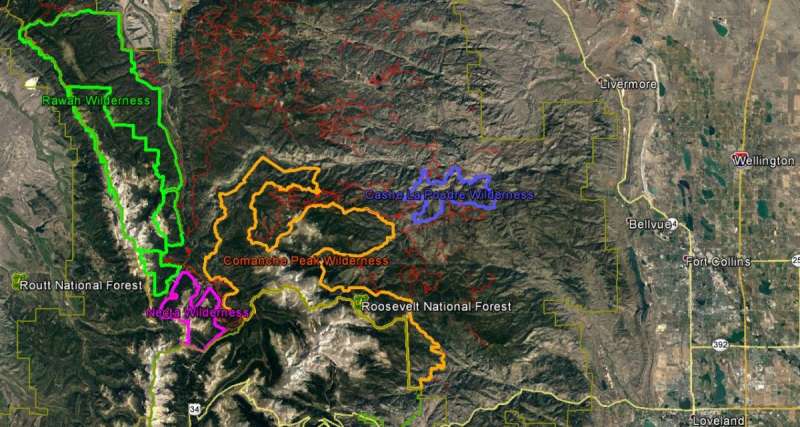 Rawah Wilderness
Livermore
Wellington
Cache La Poudre Wilderness
Bellvue
Comanche Peak Wilderness
Fort Collins
25
Routt National Forest
Roosevelt National Forest
Neota Wilderness
392
34
Loveland